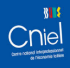 Cniel
Centre national interprofessionnel
de l'économie laitière